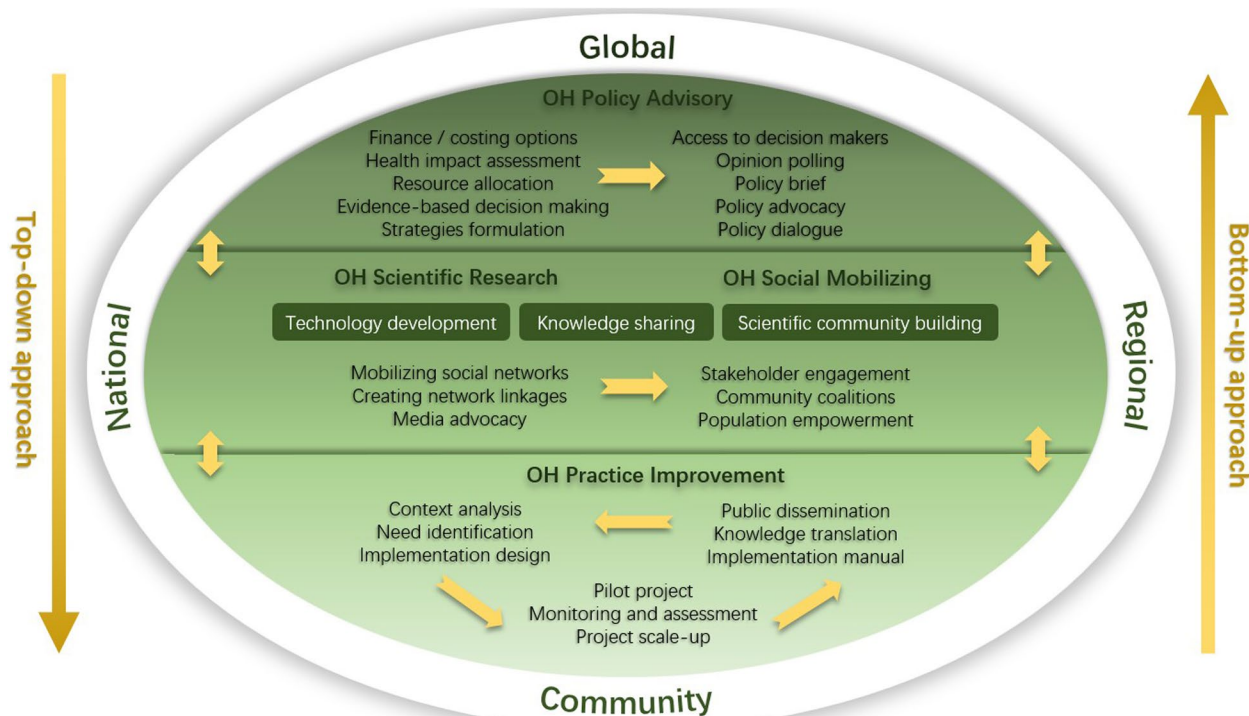 Global
OH Policy Advisory
Finance / costing options
Health impact assessment
Resource allocation
Evidence-based decision making
Strategies formulation
Access to decision makers
Opinion polling
Policy brief
Policy advocacy
Policy dialogue
Top-down approach
National
OH Scientific Research
OH Social Mobilizing
Technology development
Knowledge sharing
Scientific community building
Mobilizing social networks
Creating network linkages
Media advocacy
Stakeholder engagement
Community coalitions
Population empowerment
Regional
Bottom-up approach
OH Practice Improvement
Context analysis
Need identification
Implementation design
Public dissemination
Knowledge translation
Implementation manual
Pilot project
Monitoring and assessment
Project scale-up
Community